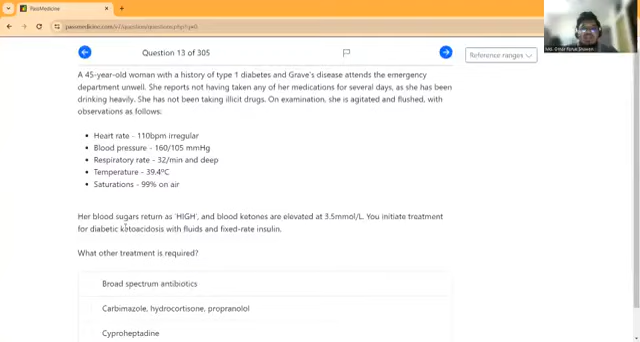 PassMedicine
passmedicine.com/v7/question/questions.php?q=0
Question 13 of 305
Reference ranges
A 45-year-old woman with a history of type 1 diabetes and Grave's disease attends the emergency
department unwell. She reports not having taken any of her medications for several days, as she has been
drinking heavily. She has not been taking illicit drugs. On examination, she is agitated and flushed, with
observations as follows:
• Heart rate - 110bpm irregular
• Blood pressure - 160/105 mmHg
• Respiratory rate - 32/min and deep
• Temperature - 39.4ºC
• Saturations - 99% on air
Her blood sugars return as 'HIGH', and blood ketones are elevated at 3.5mmol/L. You initiate treatment
for diabetic ketoacidosis with fluids and fixed-rate insulin.
What other treatment is required?
Broad spectrum antibiotics
Carbimazole, hydrocortisone, propranolol
Cyproheptadine